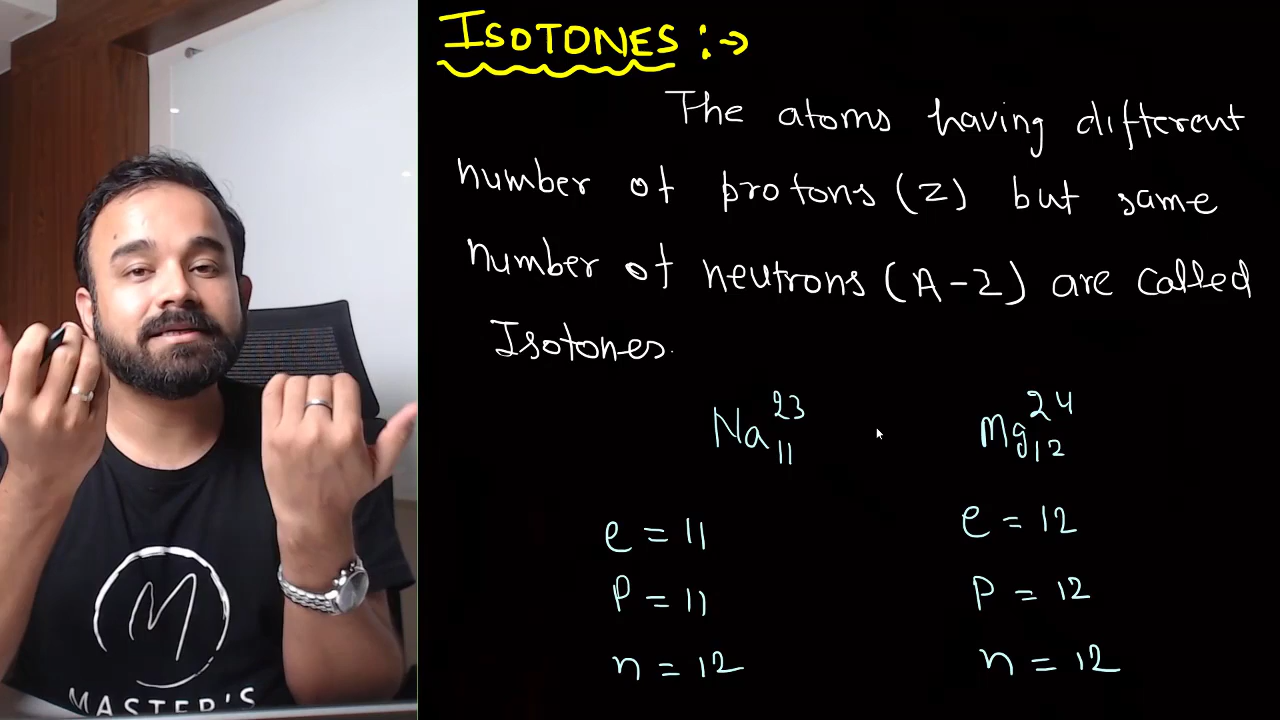 ISOTONES :→
The atoms having different
number of protons (Z) but same
number of neutrons (A-Z) are called
Isotones.
Na 23 11 Mg 24 12
e = 11 e = 12
P = 11 P = 12
n = 12 n = 12
M
MASTER'S